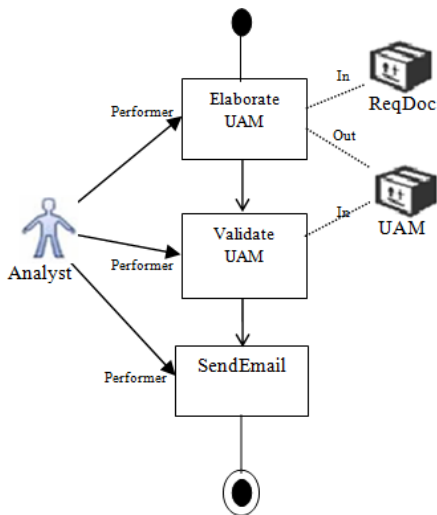 In
Elaborate
UAM
ReqDoc
Performer
Out
In
Validate
UAM
UAM
Analyst
Performer
SendEmail
Performer